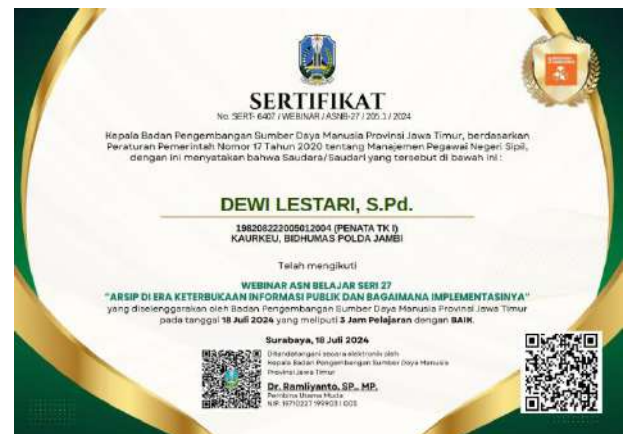 SERTIFIKAT
No. SERT- 6407 / WEBINAR / ASNB-27 / 205.1 / 2024
Kepala Badan Pengembangan Sumber Daya Manusia Provinsi Jawa Timur, berdasarkan
Peraturan Pemerintah Nomor 17 Tahun 2020 tentang Manajemen Pegawai Negeri Sipil,
dengan ini menyatakan bahwa Saudara/Saudari yang tersebut di bawah ini :
DEWI LESTARI, S.Pd.
198208222005012004 (PENATA TK I)
KAURKEU, BIDHUMAS POLDA JAMBI
Telah mengikuti
WEBINAR ASN BELAJAR SERI 27
"ARSIP DI ERA KETERBUKAAN INFORMASI PUBLIK DAN BAGAIMANA IMPLEMENTASINYA"
yang diselenggarakan oleh Badan Pengembangan Sumber Daya Manusia Provinsi Jawa Timur
pada tanggal 18 Juli 2024 yang meliputi 3 Jam Pelajaran dengan BAIK.
Surabaya, 18 Juli 2024
Ditandatangani secara elektronik oleh
Kepala Badan Pengembangan Sumber Daya Manusia
Provinsi Jawa Timur
Dr. Ramliyanto, SP., MP.
Pembina Utama Muda
NIP. 19710227 199903 1 003